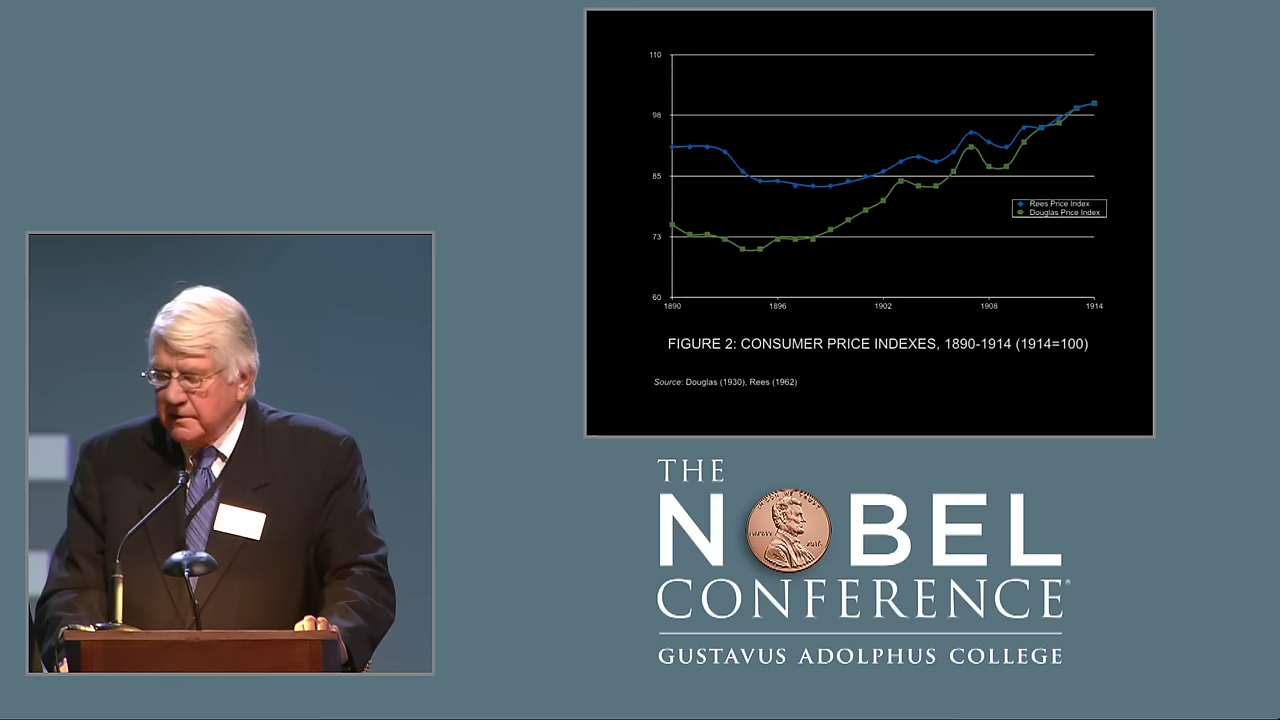 110
98
85
73
60
1890
1896
1902
1908
1914
Rees Price Index
Douglas Price Index
FIGURE 2: CONSUMER PRICE INDEXES, 1890-1914 (1914=100)
Source: Douglas (1930), Rees (1962)
THE
NOBEL
CONFERENCE®
GUSTAVUS ADOLPHUS COLLEGE